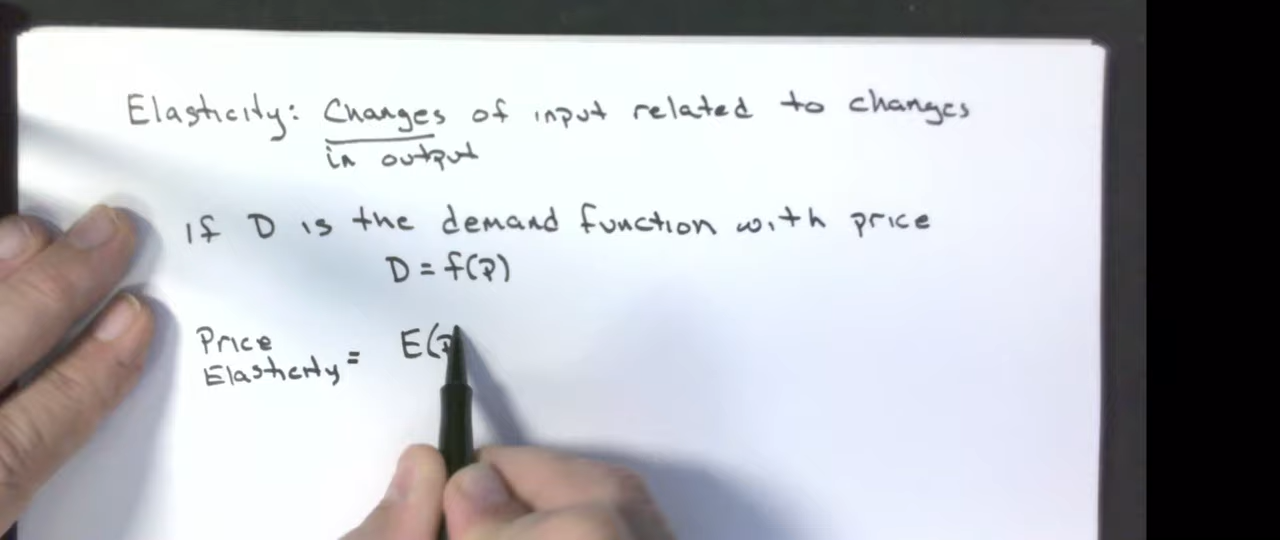 Elasticity: Changes of input related to changes
in output
if D is the demand function with price
D = f(P)
Price
Elasticity = E(P